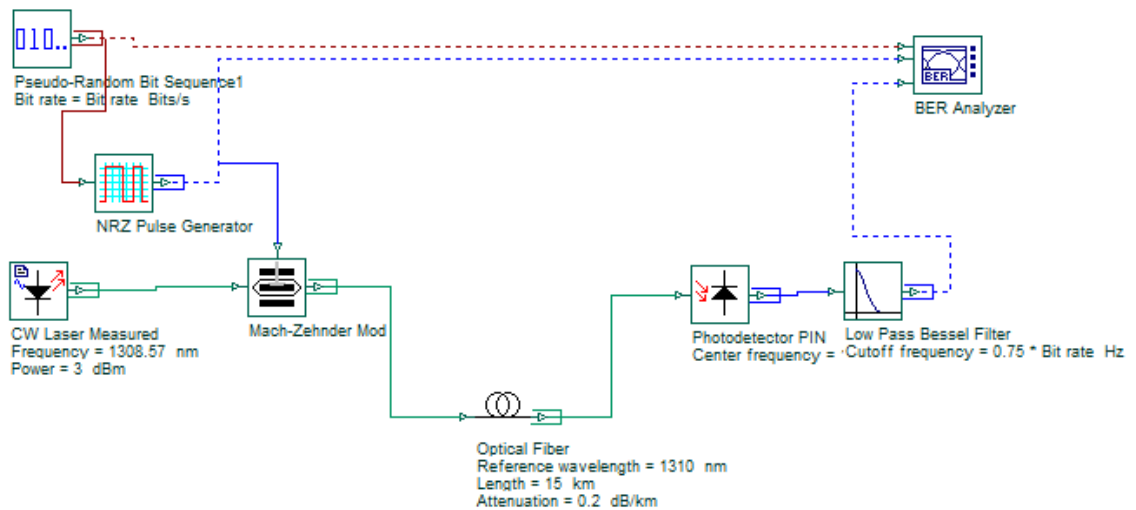 010..
Pseudo-Random Bit Sequence1
Bit rate = Bit rate Bits/s
BER
BER Analyzer
NRZ Pulse Generator
CW Laser Measured
Frequency = 1308.57 nm
Power = 3 dBm
Mach-Zehnder Mod
Photodetector PIN
Center frequency =
Low Pass Bessel Filter
Cutoff frequency = 0.75 * Bit rate Hz
Optical Fiber
Reference wavelength = 1310 nm
Length = 15 km
Attenuation = 0.2 dB/km